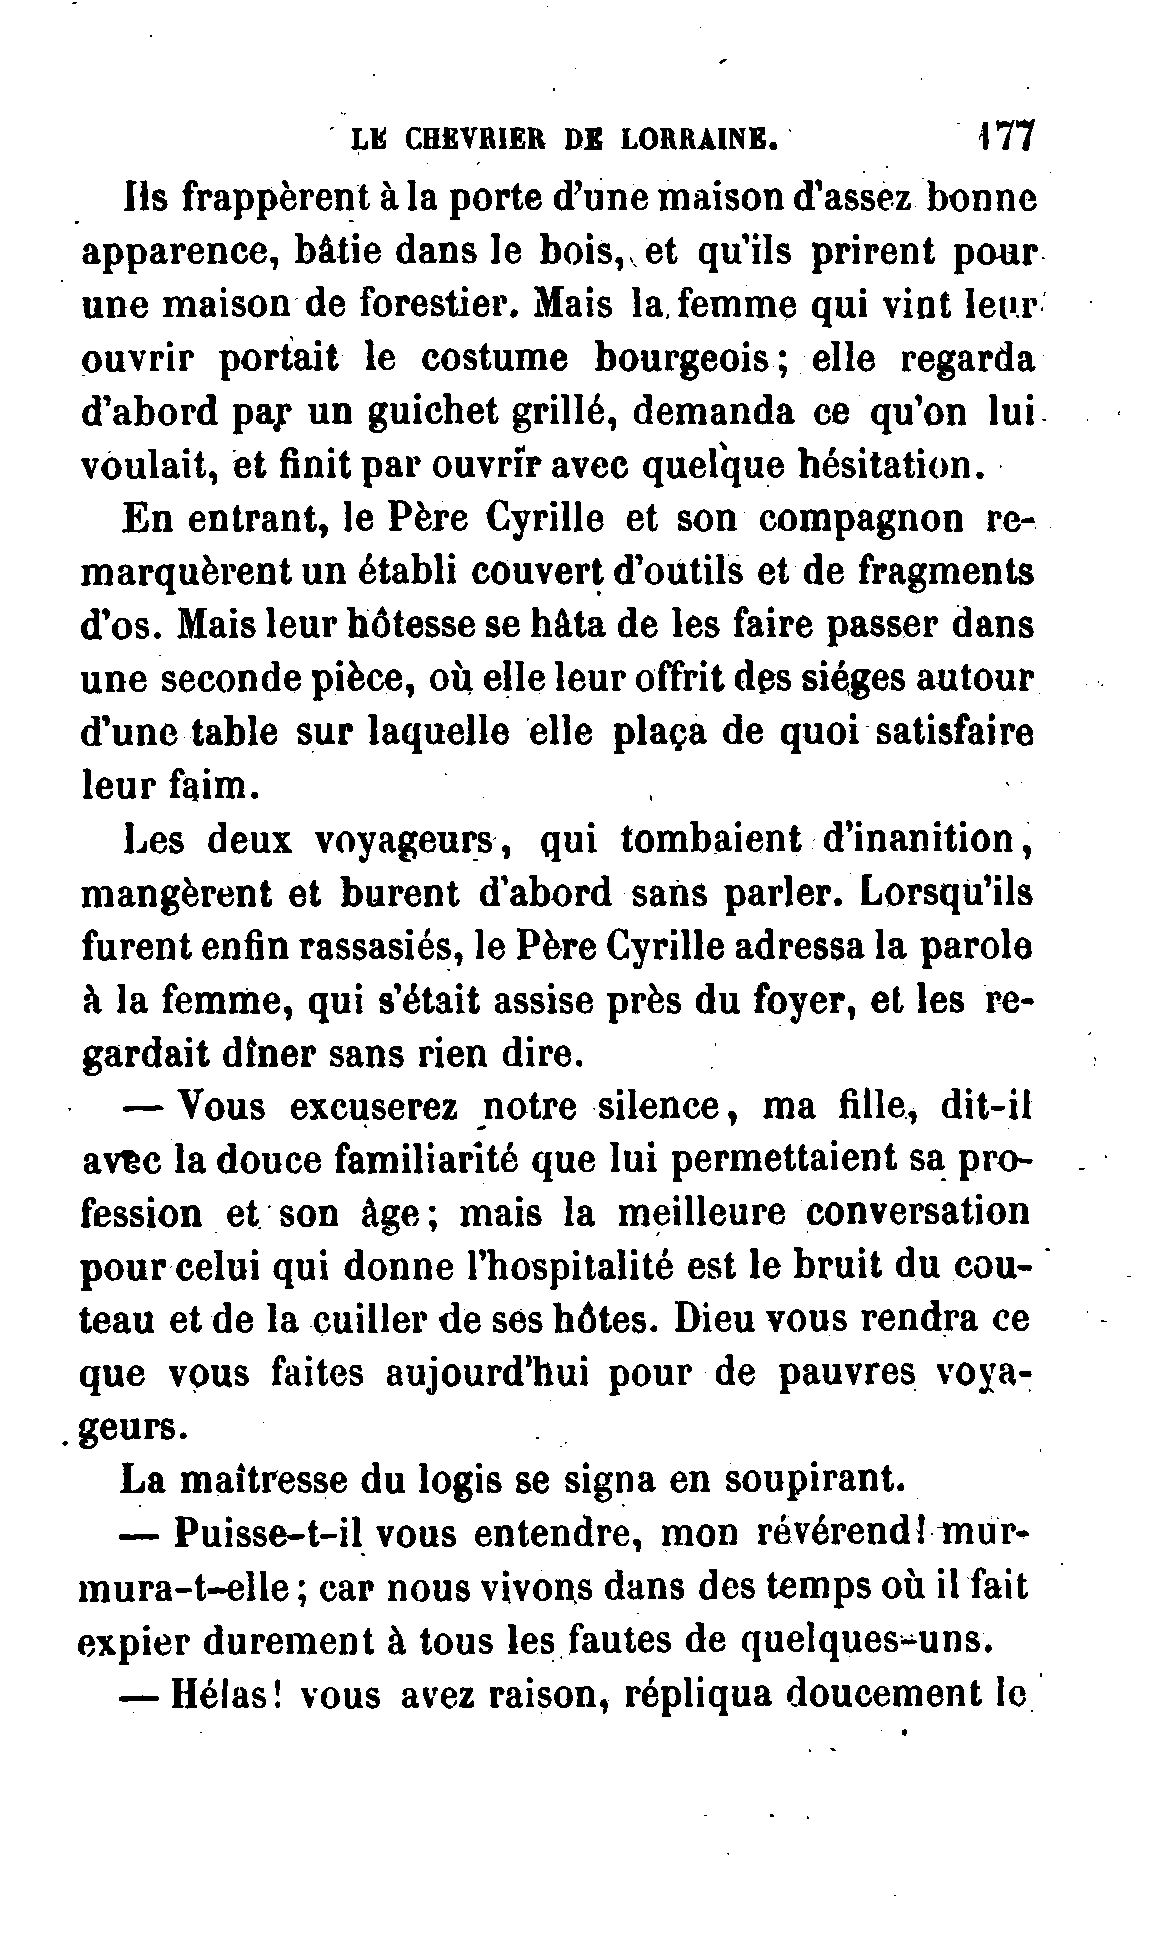 LE CHEVRIER DE LORRAINE. 177
Ils frappèrent à la porte d'une maison d'assez bonne
apparence, bâtie dans le bois, et qu'ils prirent pour
une maison de forestier. Mais la femme qui vint leur
ouvrir portait le costume bourgeois; elle regarda
d'abord par un guichet grillé, demanda ce qu'on lui
voulait, et finit par ouvrir avec quelque hésitation.
En entrant, le Père Cyrille et son compagnon re-
marquèrent un établi couvert d'outils et de fragments
d'os. Mais leur hôtesse se hâta de les faire passer dans
une seconde pièce, où elle leur offrit des siéges autour
d'une table sur laquelle elle plaça de quoi satisfaire
leur faim.
Les deux voyageurs, qui tombaient d'inanition,
mangèrent et burent d'abord sans parler. Lorsqu'ils
furent enfin rassasiés, le Père Cyrille adressa la parole
à la femme, qui s'était assise près du foyer, et les re-
gardait dîner sans rien dire.
— Vous excuserez notre silence, ma fille, dit-il
avec la douce familiarité que lui permettaient sa pro-
fession et son âge; mais la meilleure conversation
pour celui qui donne l'hospitalité est le bruit du cou-
teau et de la cuiller de ses hôtes. Dieu vous rendra ce
que vous faites aujourd'hui pour de pauvres voya-
geurs.
La maîtresse du logis se signa en soupirant.
— Puisse-t-il vous entendre, mon révérend! mur-
mura-t-elle; car nous vivons dans des temps où il fait
expier durement à tous les fautes de quelques-uns.
— Hélas! vous avez raison, répliqua doucement le